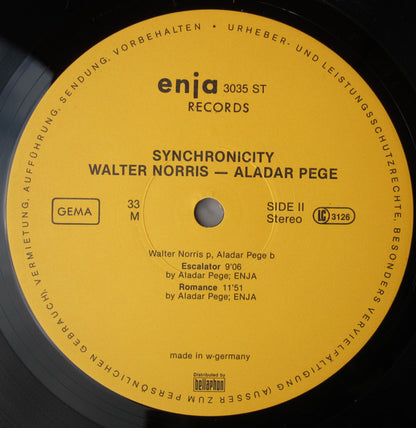 URHEBER- UND LEISTUNGSSCHUTZRECHTE, BESONDERS VERVIELFÄLTIGUNG (AUSSER ZUM PERSÖNLICHEN GEBRAUCH), VERMIETUNG, AUFFÜHRUNG, SENDUNG, VORBEHALTEN •
enja 3035 ST
RECORDS
SYNCHRONICITY
WALTER NORRIS — ALADAR PEGE
GEMA
33
M
SIDE II
Stereo
LC 3126
Walter Norris p, Aladar Pege b
Escalator 9'06
by Aladar Pege; ENJA
Romance 11'51
by Aladar Pege; ENJA
made in w-germany
Distributed by
bellaphon